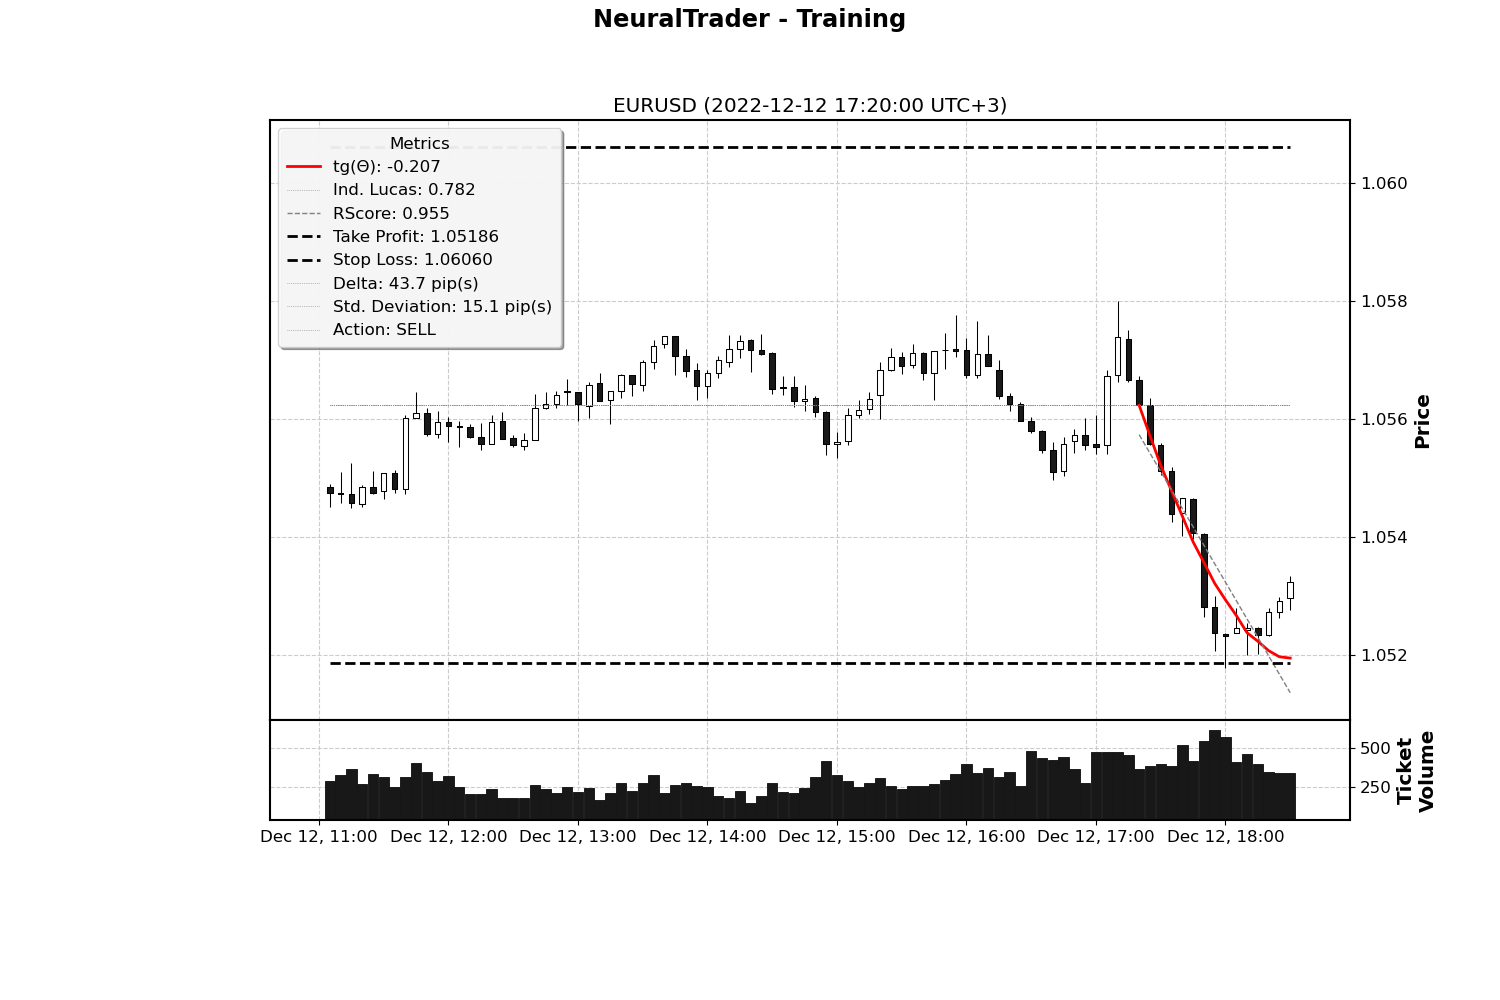 NeuralTrader - Training
EURUSD (2022-12-12 17:20:00 UTC+3)
Metrics
tg(Θ): -0.207
Ind. Lucas: 0.782
RScore: 0.955
Take Profit: 1.05186
Stop Loss: 1.06060
Delta: 43.7 pip(s)
Std. Deviation: 15.1 pip(s)
Action: SELL
1.060
1.058
1.056
1.054
1.052
Price
500
250
Ticket
Volume
Dec 12, 11:00 Dec 12, 12:00 Dec 12, 13:00 Dec 12, 14:00 Dec 12, 15:00 Dec 12, 16:00 Dec 12, 17:00 Dec 12, 18:00